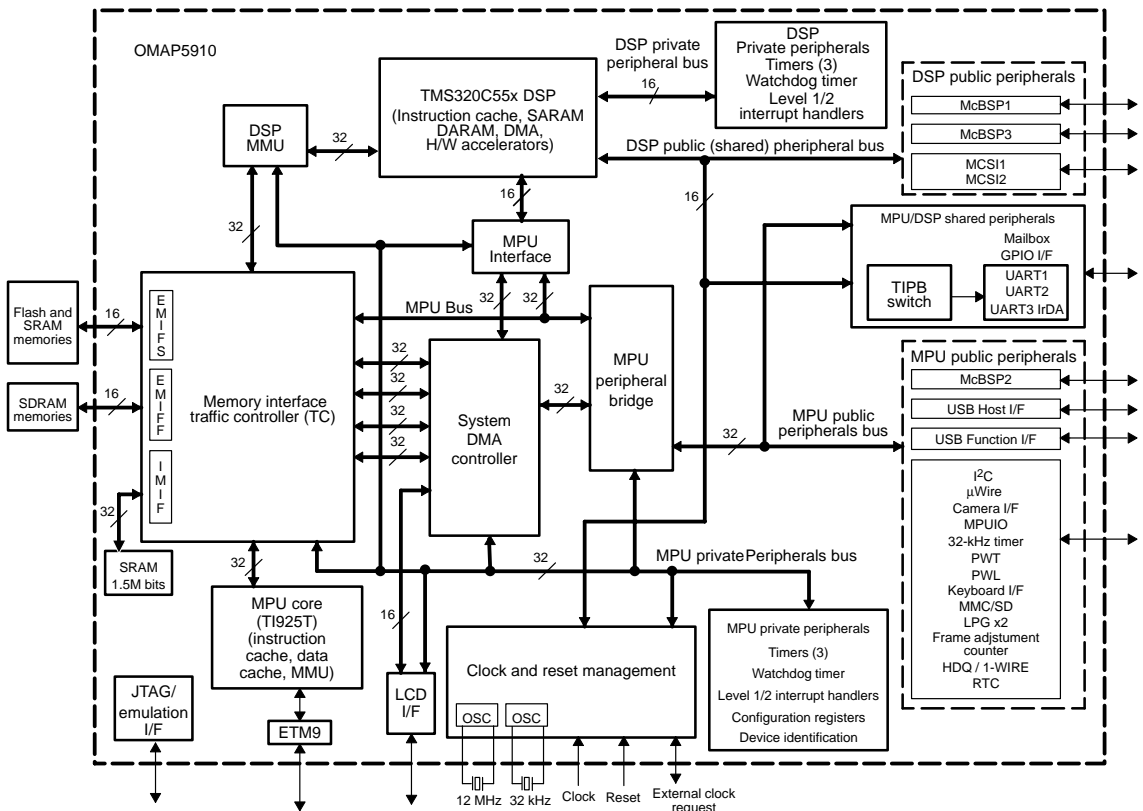 OMAP5910
DSP private
peripheral bus
16
DSP
Private peripherals
Timers (3)
Watchdog timer
Level 1/2
interrupt handlers
TMS320C55x DSP
(Instruction cache, SARAM
DARAM, DMA,
H/W accelerators)
DSP
MMU
32
DSP public (shared) pheripheral bus
16
DSP public peripherals
McBSP1
McBSP3
MCSI1
MCSI2
32
16
MPU
Interface
32
32
MPU/DSP shared peripherals
Mailbox
GPIO I/F
TIPB
switch
UART1
UART2
UART3 IrDA
Flash and
SRAM
memories
16
SDRAM
memories
16
EMIFS
EMIFF
IMIF
Memory interface
traffic controller (TC)
MPU Bus
32
32
32
32
System
DMA
controller
32
MPU
peripheral
bridge
32
MPU public
peripherals bus
MPU public peripherals
McBSP2
USB Host I/F
USB Function I/F
I²C
µWire
Camera I/F
MPUIO
32-kHz timer
PWT
PWL
Keyboard I/F
MMC/SD
LPG x2
Frame adjstument
counter
HDQ / 1-WIRE
RTC
32
SRAM
1.5M bits
32
MPU core
(TI925T)
(instruction
cache, data
cache, MMU)
32
MPU private Peripherals bus
16
JTAG/
emulation
I/F
ETM9
LCD
I/F
Clock and reset management
OSC
OSC
12 MHz
32 kHz
Clock
Reset
External clock
request
MPU private peripherals
Timers (3)
Watchdog timer
Level 1/2 interrupt handlers
Configuration registers
Device identification